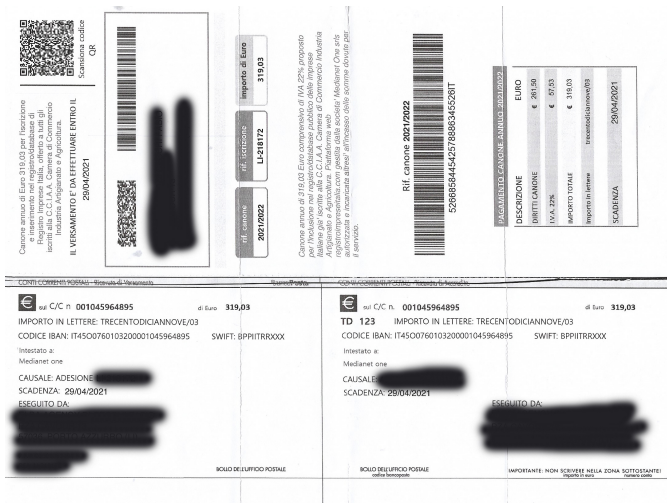 Scansiona codice
QR
Canone annuo di Euro 319,03 per l'iscrizione
e inserimento nel registro/database di
Registro Imprese Italia, offerto a tutti gli
iscritti alla C.C.I.A.A. Camera di Commercio
Industria Artigianato e Agricoltura.
IL VERSAMENTO E' DA EFFETTUARE ENTRO IL
29/04/2021
rif. canone
2021/2022
rif. iscrizione
LI-218172
importo di Euro
319,03
Canone annuo di 319,03 Euro comprensivo di IVA 22% proposto
per l'inclusione nel registro/database pubblico delle imprese
italiane gia' iscritte alla C.C.I.A.A. Camera di Commercio Industria
Artigianato e Agricoltura. Piattaforma web
registroimpreseitalia.com gestita dalla societa' Medianet One srls
autorizzata e incaricata altresi' all'incasso delle somme dovute per
il servizio.
Rif. canone 2021/2022
PAGAMENTO CANONE ANNUO 2021/2022
DESCRIZIONE EURO
DIRITTI CANONE € 261,50
I.V.A. 22% € 57,53
IMPORTO TOTALE € 319,03
Importo in lettere trecentodiciannove/03
SCADENZA 29/04/2021
CONTI CORRENTI POSTALI - Ricevuta di Versamento
CONTI CORRENTI POSTALI - Ricevuta di Accredito
€ sul C/C n 001045964895 di Euro 319,03
IMPORTO IN LETTERE: TRECENTODICIANNOVE/03
CODICE IBAN: IT45O0760103200001045964895 SWIFT: BPPIITRRXXX
Intestato a:
Medianet one
CAUSALE: ADESIONE
SCADENZA: 29/04/2021
ESEGUITO DA:
BOLLO DELL'UFFICIO POSTALE
€ sul C/C n. 001045964895 di Euro 319,03
TD 123 IMPORTO IN LETTERE: TRECENTODICIANNOVE/03
CODICE IBAN: IT45O0760103200001045964895 SWIFT: BPPIITRRXXX
Intestato a:
Medianet one
CAUSALE:
SCADENZA: 29/04/2021
ESEGUITO DA:
BOLLO DELL'UFFICIO POSTALE
codice bancoposta
IMPORTANTE: NON SCRIVERE NELLA ZONA SOTTOSTANTE!
importo in euro numero conto